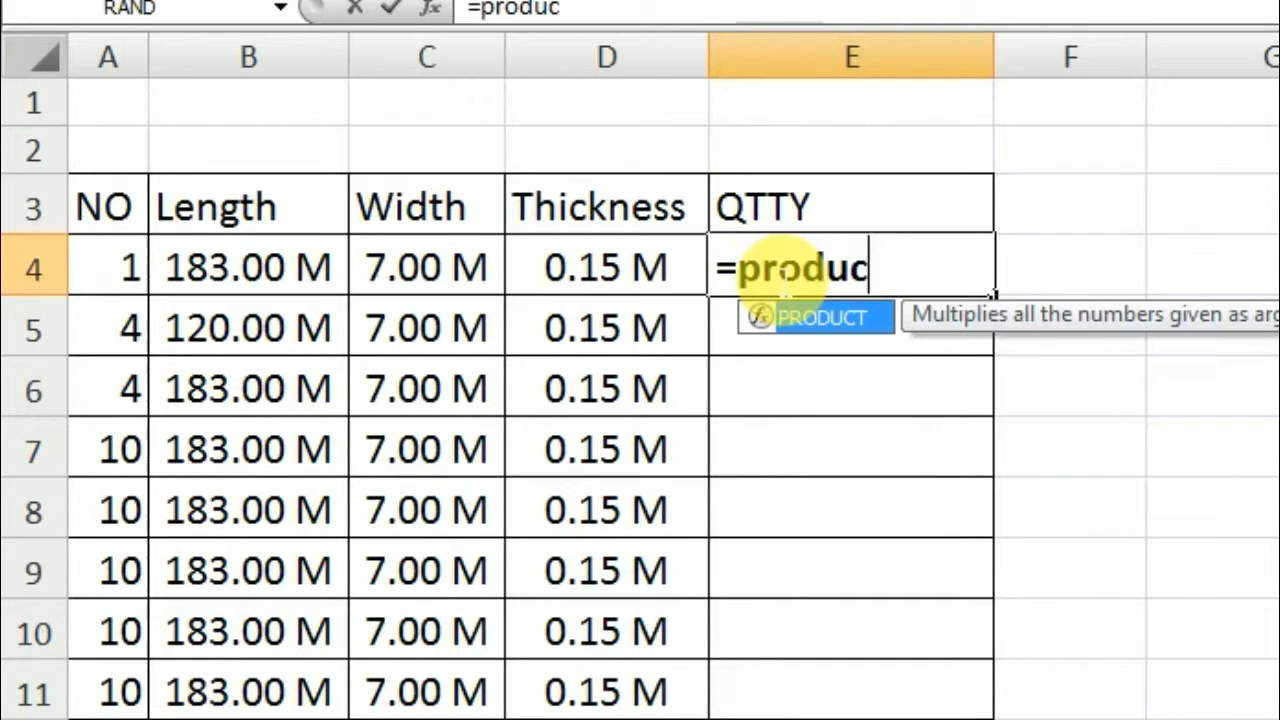 RAND =produc
A B C D E F G
1
2
3 NO Length Width Thickness QTTY
4 1 183.00 M 7.00 M 0.15 M =produc
PRODUCT Multiplies all the numbers given as arg
5 4 120.00 M 7.00 M 0.15 M
6 4 183.00 M 7.00 M 0.15 M
7 10 183.00 M 7.00 M 0.15 M
8 10 183.00 M 7.00 M 0.15 M
9 10 183.00 M 7.00 M 0.15 M
10 10 183.00 M 7.00 M 0.15 M
11 10 183.00 M 7.00 M 0.15 M